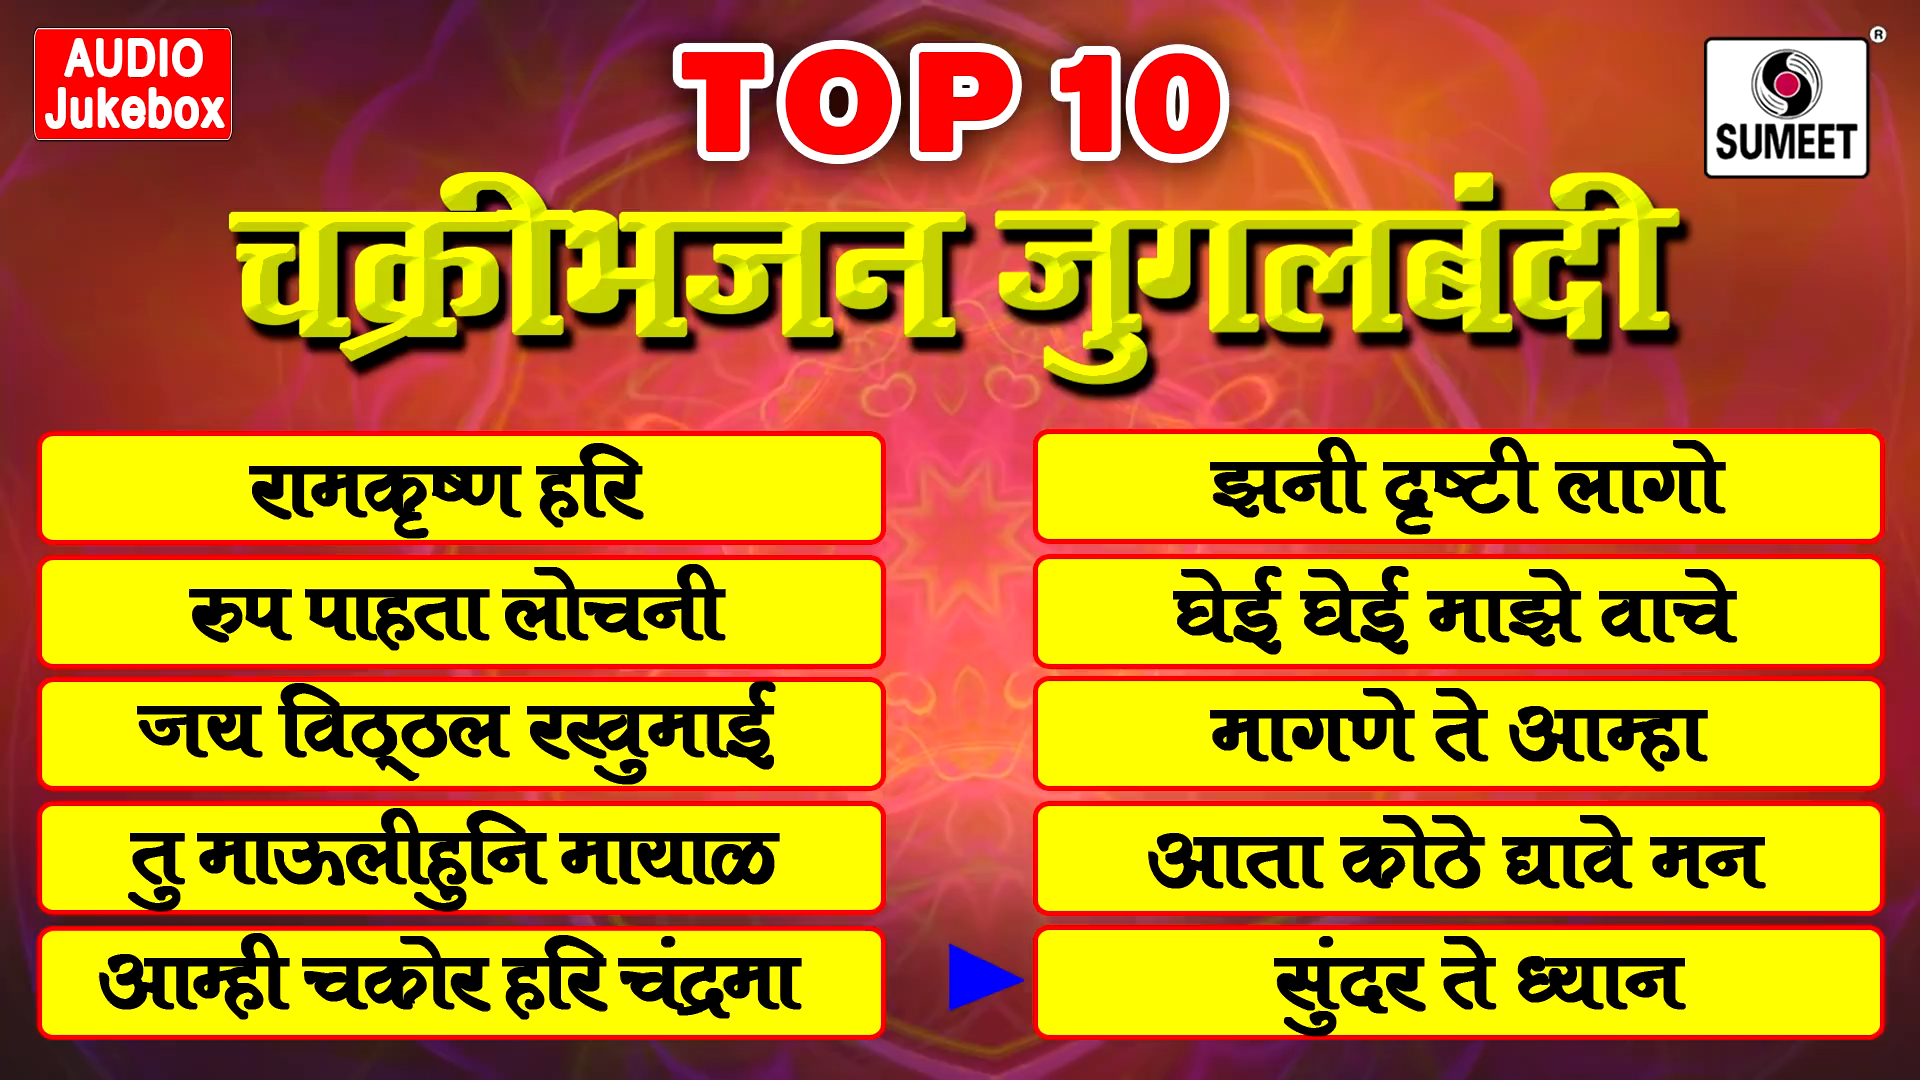 AUDIO
Jukebox
TOP 10
®
SUMEET
चक्रीभजन जुगलबंदी
रामकृष्ण हरि
रुप पाहता लोचनी
जय विठ्ठल रखुमाई
तु माऊलीहुनि मायाळ
आम्ही चकोर हरि चंद्रमा
झनी दृष्टी लागो
घेई घेई माझे वाचे
मागणे ते आम्हा
आता कोठे द्यावे मन
सुंदर ते ध्यान